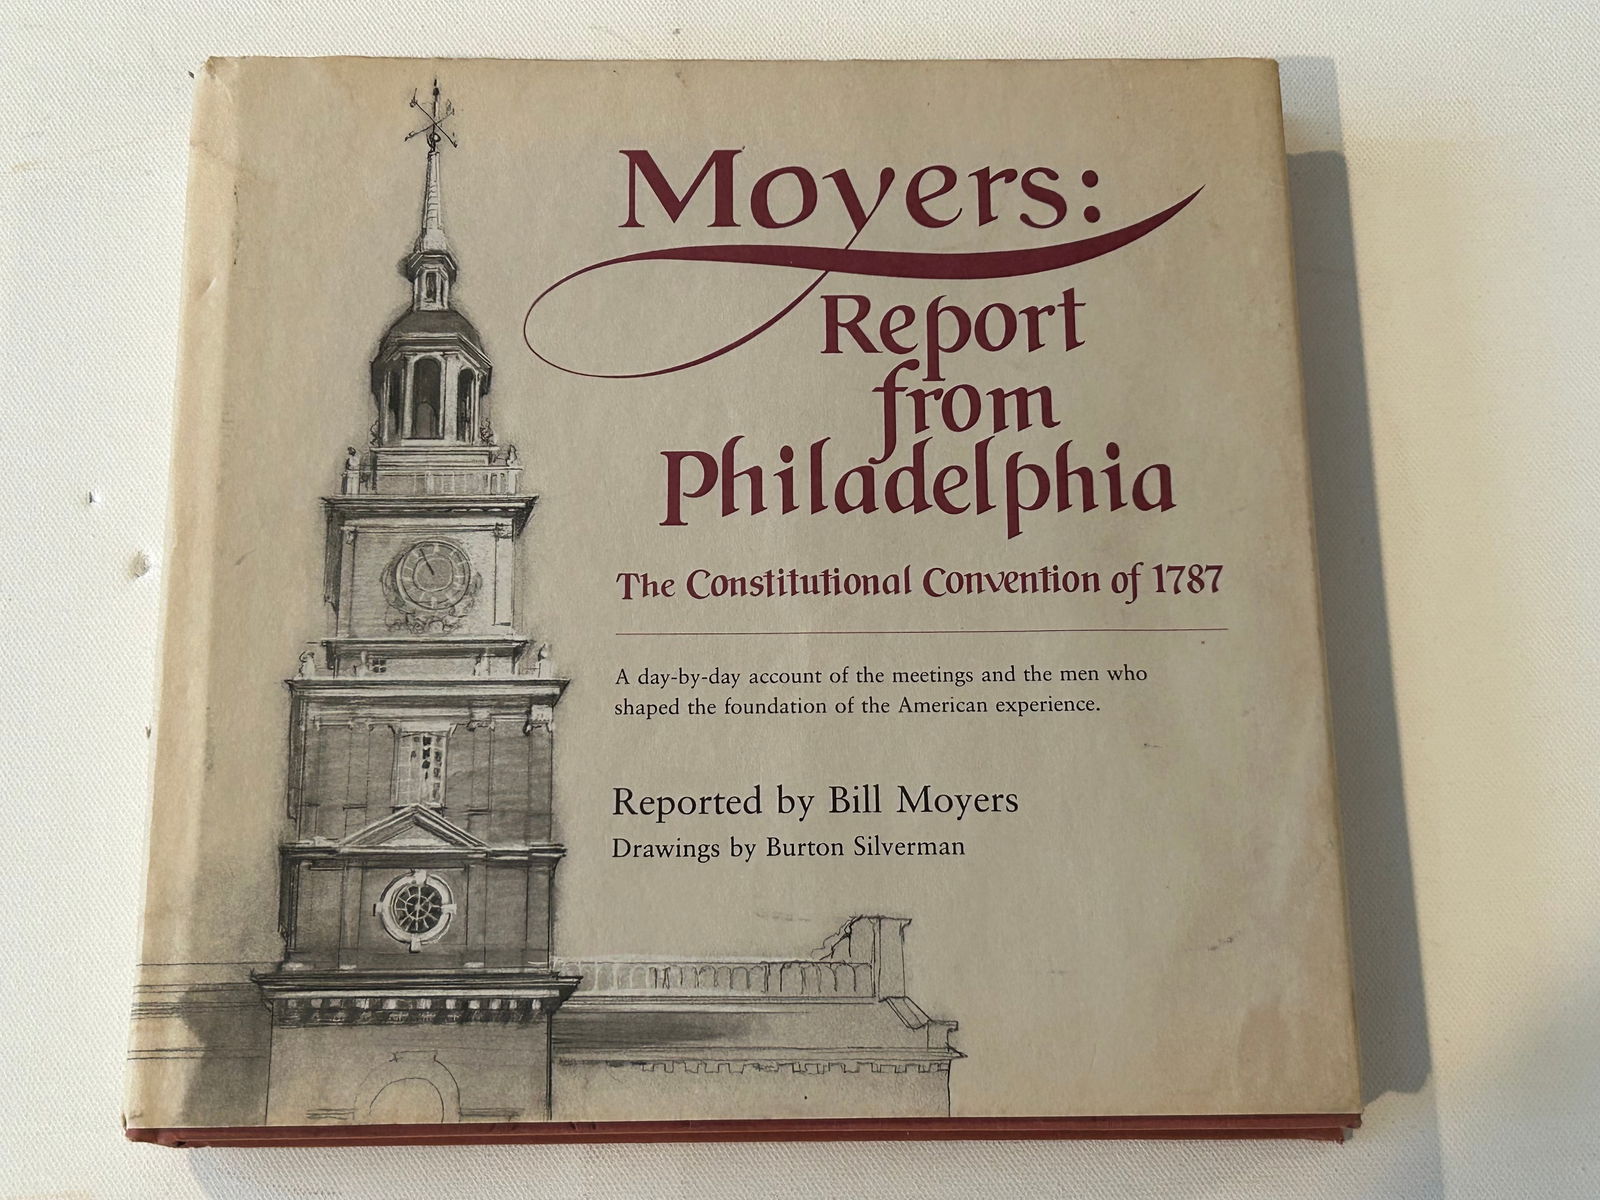 Moyers:
Report
from
Philadelphia
The Constitutional Convention of 1787
A day-by-day account of the meetings and the men who
shaped the foundation of the American experience.
Reported by Bill Moyers
Drawings by Burton Silverman